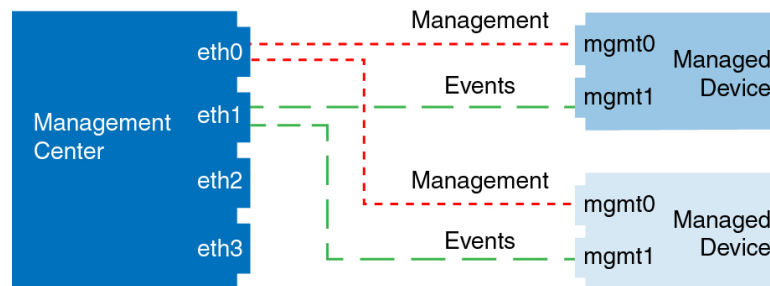 Management
eth0
mgmt0
Managed
Device
Events
mgmt1
eth1
Management
Center
eth2
Management
mgmt0
Managed
Device
Events
mgmt1
eth3